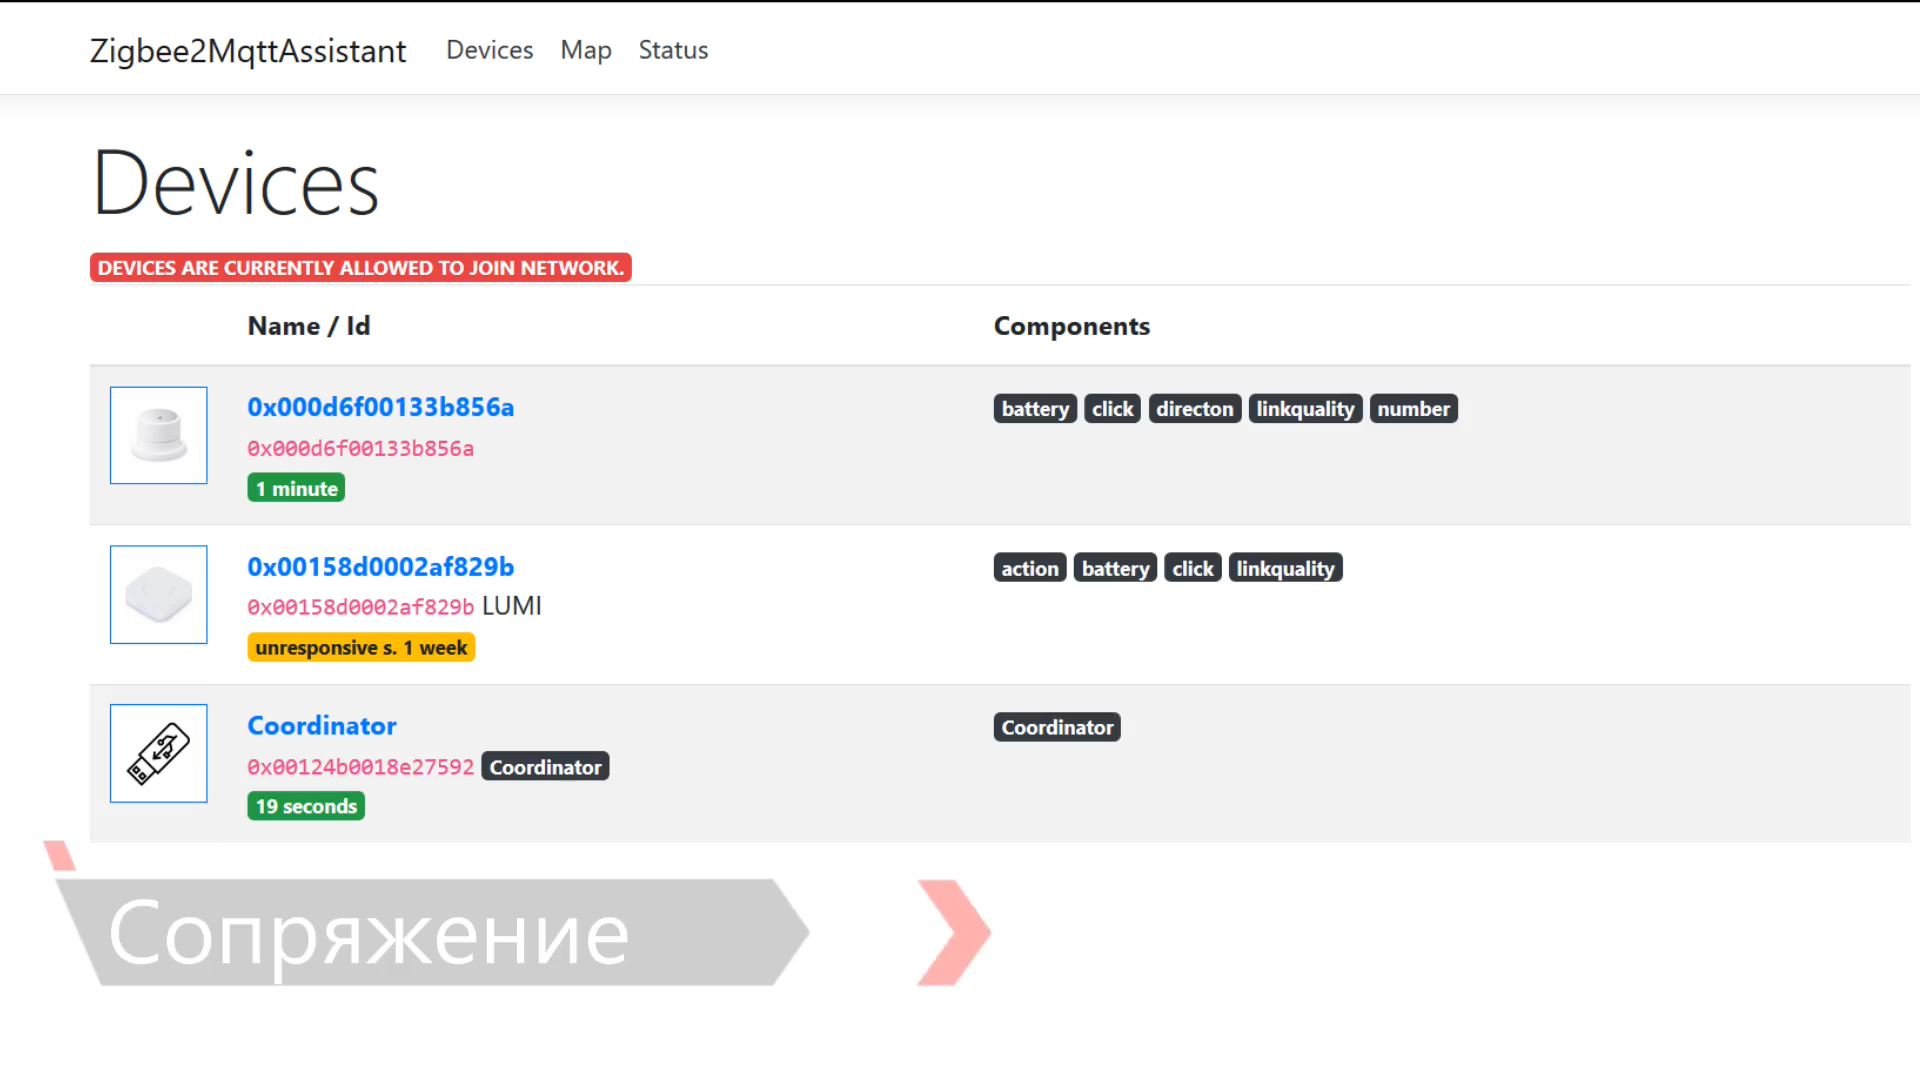 Zigbee2MqttAssistant Devices Map Status
Devices
DEVICES ARE CURRENTLY ALLOWED TO JOIN NETWORK.
Name / Id Components
0x000d6f00133b856a battery click directon linkquality number
0x000d6f00133b856a
1 minute
0x00158d0002af829b action battery click linkquality
0x00158d0002af829b LUMI
unresponsive s. 1 week
Coordinator Coordinator
0x00124b0018e27592 Coordinator
19 seconds
Сопряжение